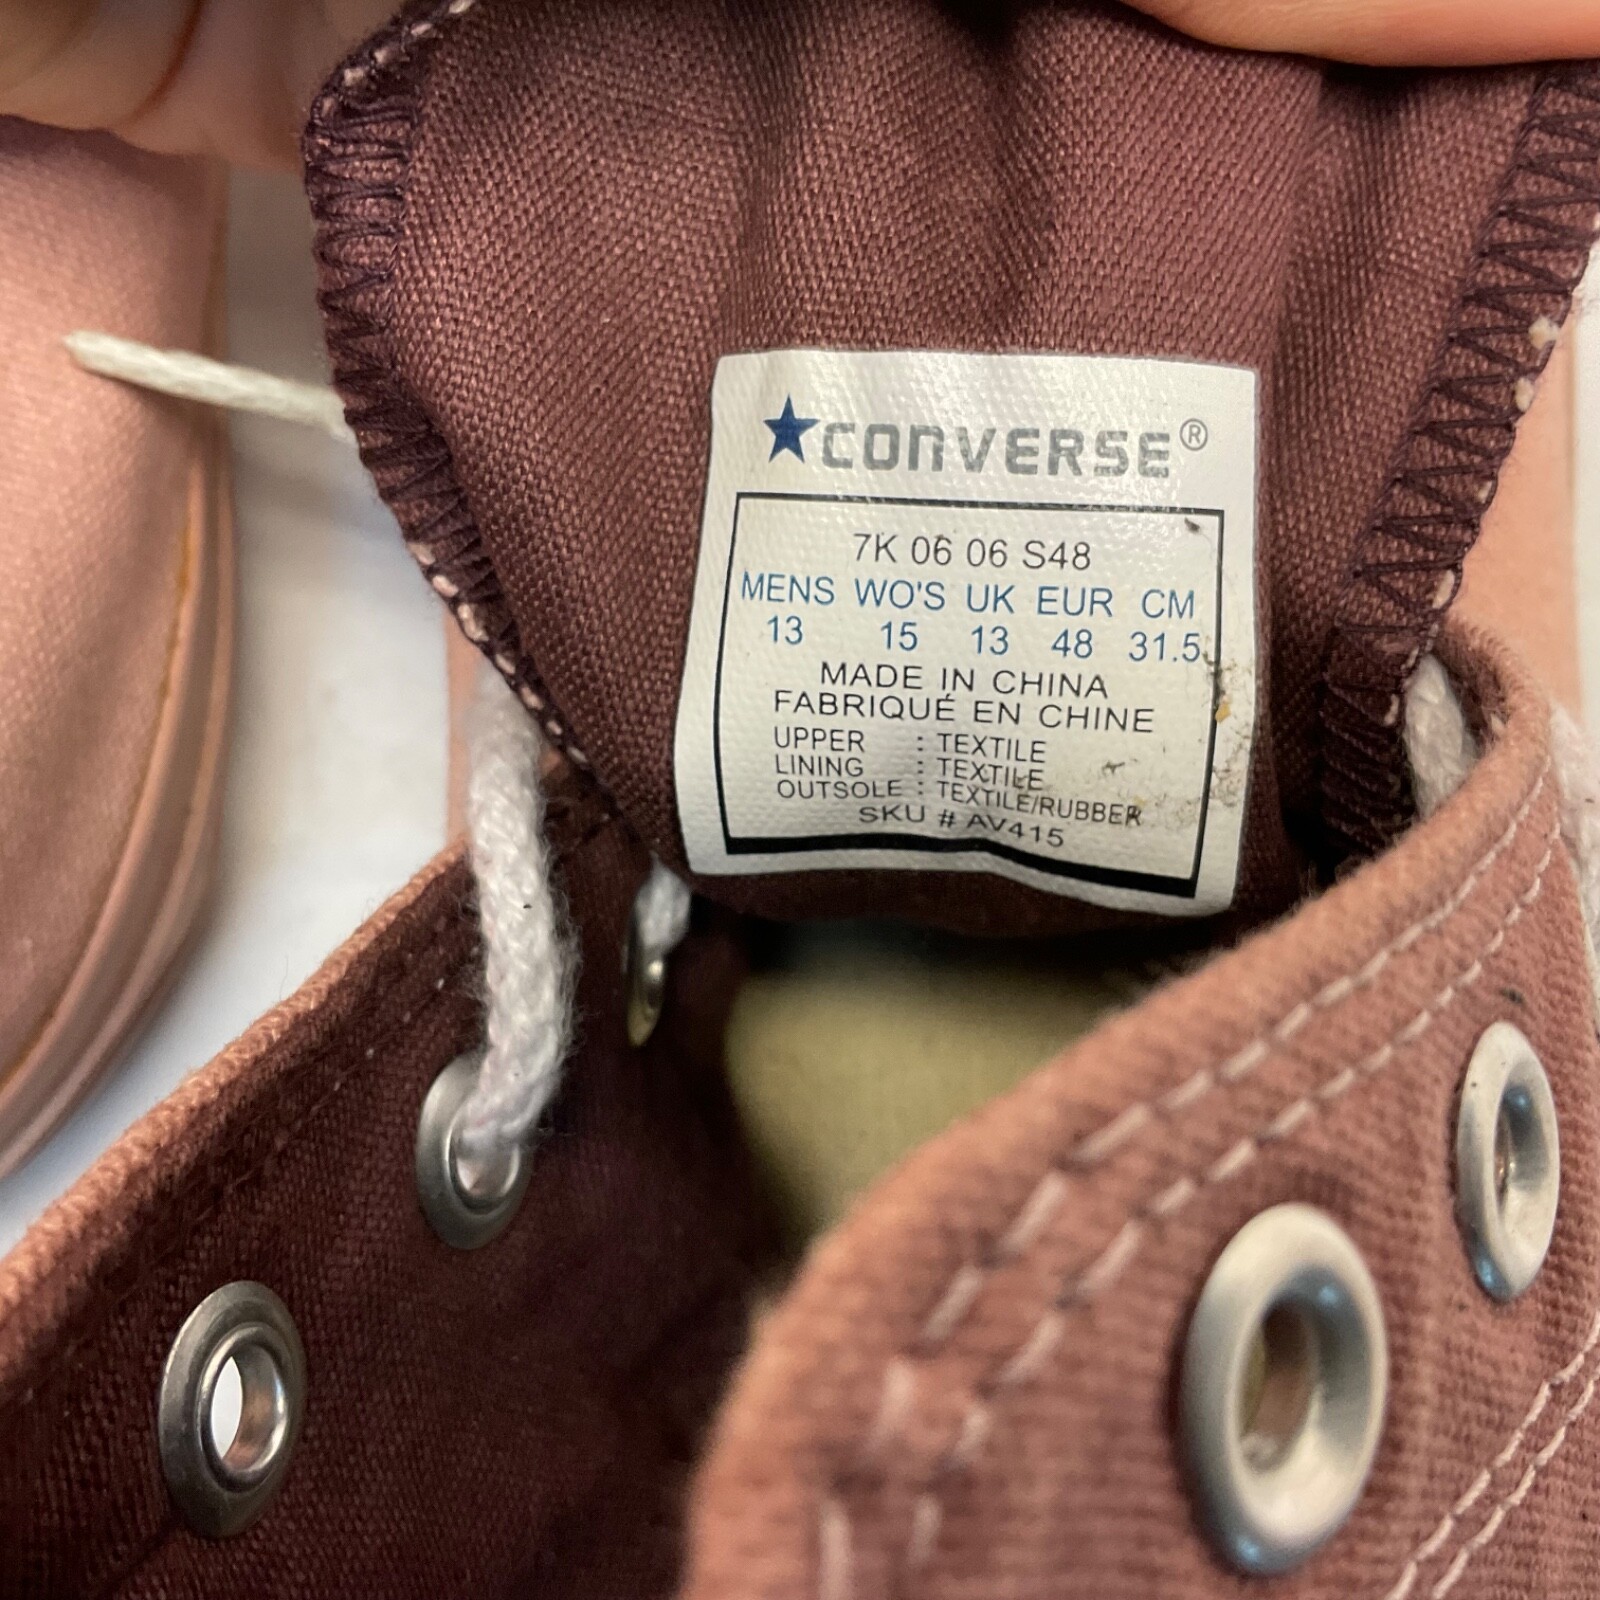 CONVERSE®
7K 06 06 S48
MENS WO'S UK EUR CM
13 15 13 48 31.5
MADE IN CHINA
FABRIQUÉ EN CHINE
UPPER : TEXTILE
LINING : TEXTILE
OUTSOLE : TEXTILE/RUBBER
SKU # AV415